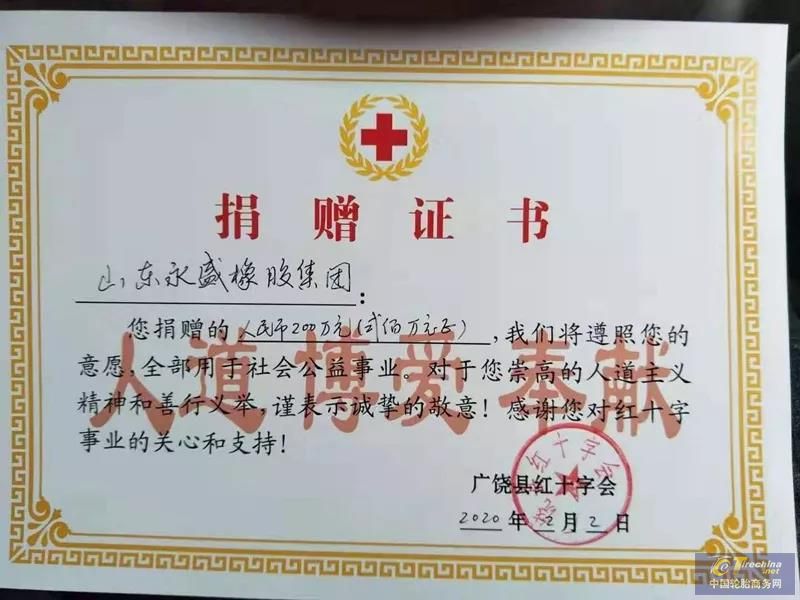 捐赠证书
山东永盛橡胶集团:
您捐赠的 人民币200万元(贰佰万元正),我们将遵照您的
意愿,全部用于社会公益事业。对于您崇高的人道主义
精神和善行义举,谨表示诚挚的敬意!感谢您对红十字
事业的关心和支持!
人道博爱奉献
广饶县红十字会
2020年2月2日
红十字会
Tirechina.net
中国轮胎商务网